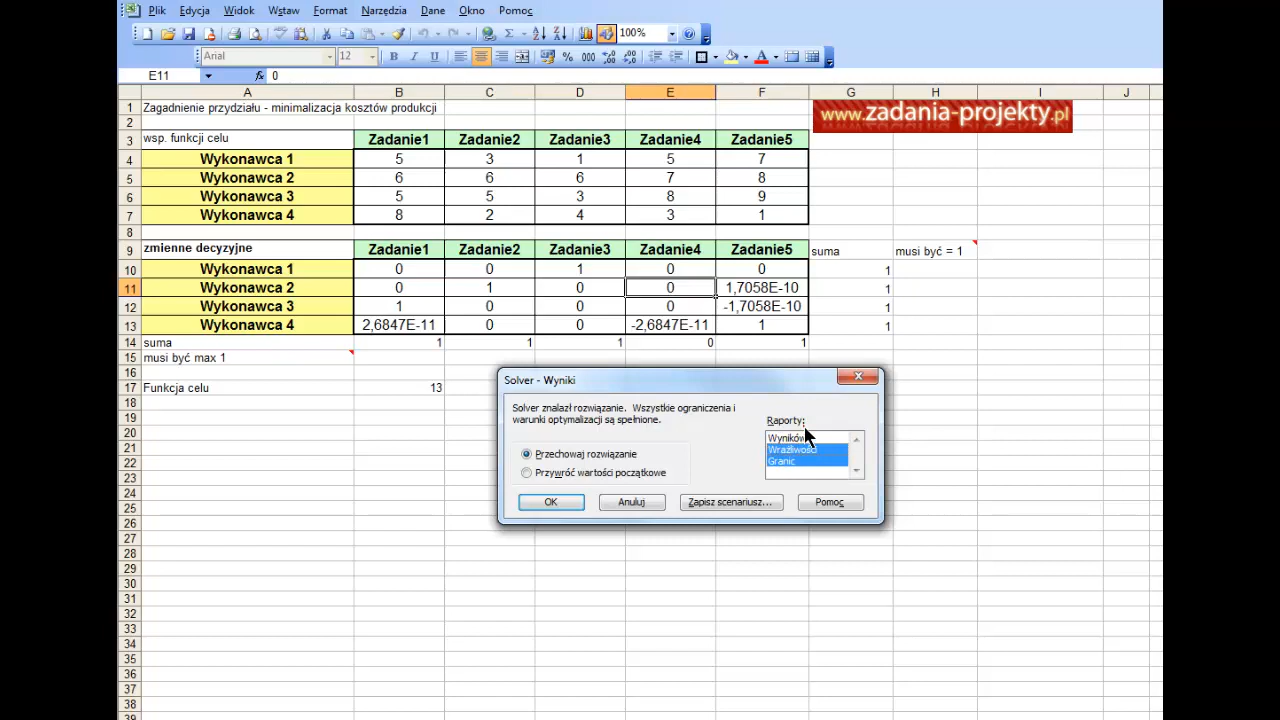 Plik Edycja Widok Wstaw Format Narzędzia Dane Okno Pomoc
100%
Arial 12
E11 fx 0
A B C D E F G H I J
1 Zagadnienie przydziału - minimalizacja kosztów produkcji
www.zadania-projekty.pl
2
3 wsp. funkcji celu Zadanie1 Zadanie2 Zadanie3 Zadanie4 Zadanie5
4 Wykonawca 1 5 3 1 5 7
5 Wykonawca 2 6 6 6 7 8
6 Wykonawca 3 5 5 3 8 9
7 Wykonawca 4 8 2 4 3 1
8
9 zmienne decyzyjne Zadanie1 Zadanie2 Zadanie3 Zadanie4 Zadanie5 suma musi być = 1
10 Wykonawca 1 0 0 1 0 0 1
11 Wykonawca 2 0 1 0 0 1,7058E-10 1
12 Wykonawca 3 1 0 0 0 -1,7058E-10 1
13 Wykonawca 4 2,6847E-11 0 0 -2,6847E-11 1 1
14 suma 1 1 1 0 1
15 musi być max 1
16
17 Funkcja celu 13
18
19
20
21
22
23
24
25
26
27
28
29
30
31
32
33
34
35
36
37
38
39
Solver - Wyniki
Solver znalazł rozwiązanie. Wszystkie ograniczenia i
warunki optymalizacji są spełnione.
Raporty:
Wyników
Wrażliwości
Granic
Przechowaj rozwiązanie
Przywróć wartości początkowe
OK Anuluj Zapisz scenariusz... Pomoc